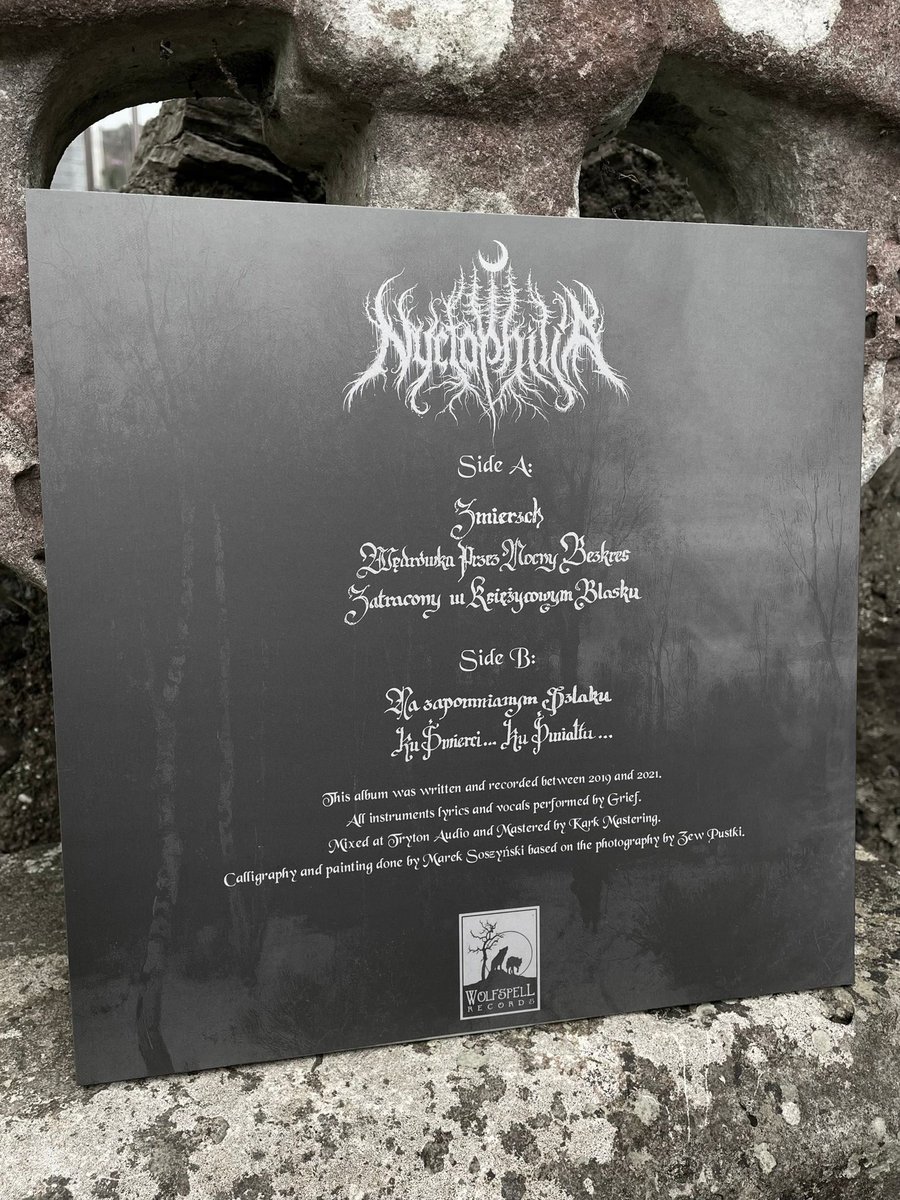 Nyctophilia
Side A:
Zmierzch
Wędrówka Przez Nocny Bezkres
Zatracony w Księżycowym Blasku
Side B:
Na zapomnianym Szlaku
Ku Śmierci... Ku Światłu...
This album was written and recorded between 2019 and 2021.
All instruments lyrics and vocals performed by Grief.
Mixed at Tryton Audio and Mastered by Kark Mastering.
Calligraphy and painting done by Marek Soszyński based on the photography by Zew Pustki.
WOLFSPELL
RECORDS